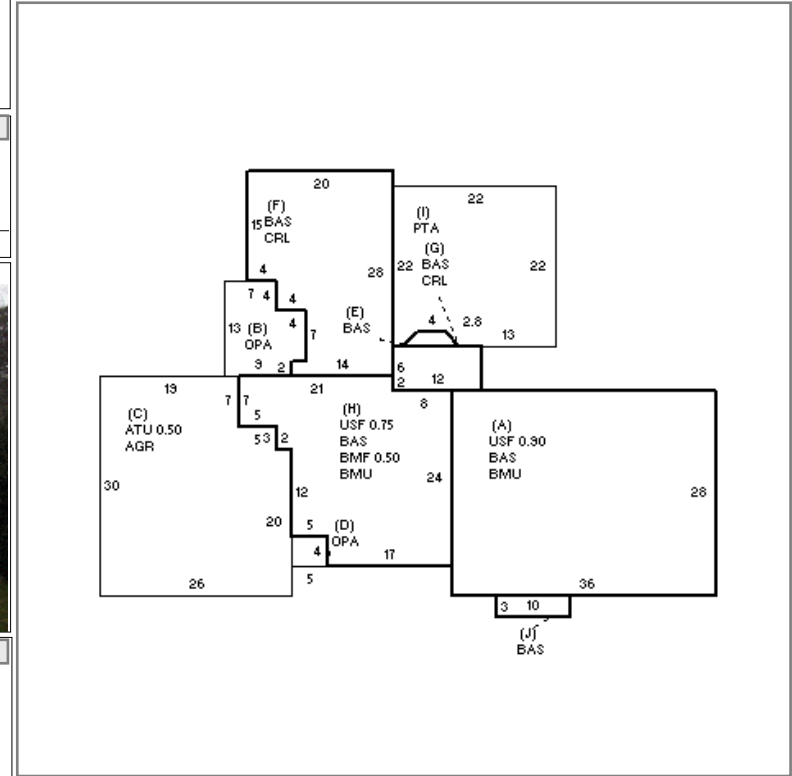 20
22
(F)
BAS
CRL
15
(I)
PTA
(G)
BAS
CRL
28
22
22
4
7 4 4
4
(E)
BAS
4
2.8
13
13
(B)
OPA
7
9 2
14
6
2
12
19
7 7
21
8
(C)
ATU 0.50
AGR
5
5 3 2
(H)
USF 0.75
BAS
BMF 0.50
BMU
(A)
USF 0.90
BAS
BMU
24
30
12
28
20
5
(D)
OPA
4
17
26
5
36
3 10
(J)
BAS